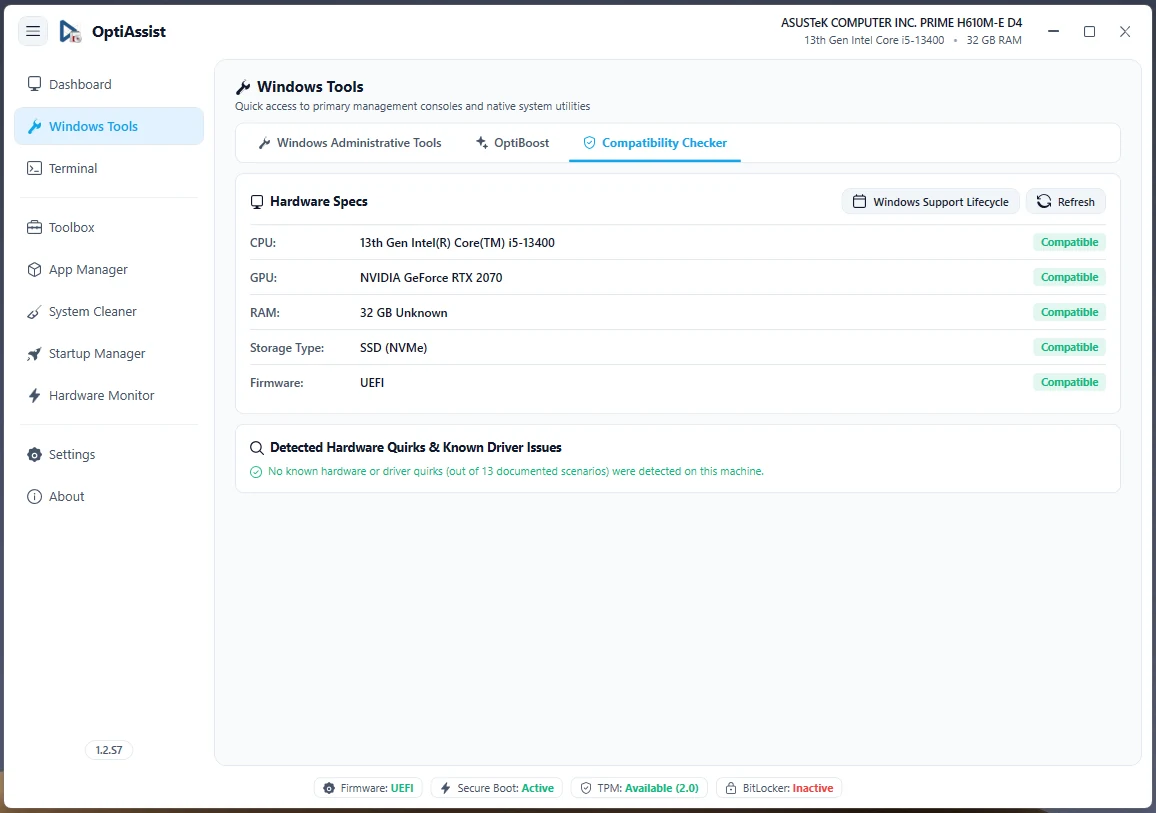 OptiAssist
ASUSTeK COMPUTER INC. PRIME H610M-E D4
13th Gen Intel Core i5-13400 • 32 GB RAM
Dashboard
Windows Tools
Terminal
Toolbox
App Manager
System Cleaner
Startup Manager
Hardware Monitor
Settings
About
1.2.57
Windows Tools
Quick access to primary management consoles and native system utilities
Windows Administrative Tools
OptiBoost
Compatibility Checker
Hardware Specs
Windows Support Lifecycle
Refresh
CPU: 13th Gen Intel(R) Core(TM) i5-13400 Compatible
GPU: NVIDIA GeForce RTX 2070 Compatible
RAM: 32 GB Unknown Compatible
Storage Type: SSD (NVMe) Compatible
Firmware: UEFI Compatible
Detected Hardware Quirks & Known Driver Issues
No known hardware or driver quirks (out of 13 documented scenarios) were detected on this machine.
Firmware: UEFI
Secure Boot: Active
TPM: Available (2.0)
BitLocker: Inactive